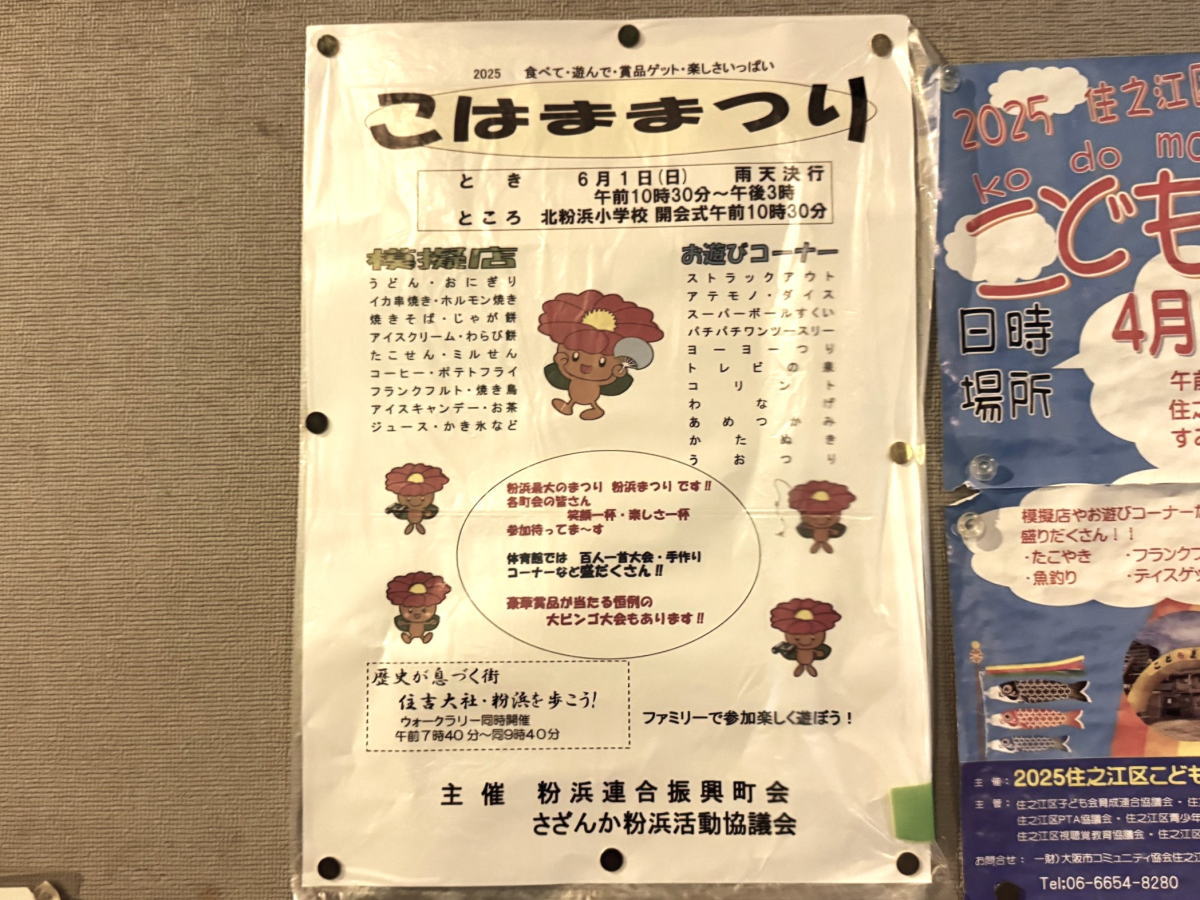 2025 食べて・遊んで・賞品ゲット・楽しさいっぱい
こはままつり
とき 6月1日(日) 雨天決行
午前10時30分～午後3時
ところ 北粉浜小学校 開会式午前10時30分
模擬店
うどん・おにぎり
イカ串焼き・ホルモン焼き
焼きそば・じゃが餅
アイスクリーム・わらび餅
たこせん・ミルせん
コーヒー・ポテトフライ
フランクフルト・焼き鳥
アイスキャンデー・お茶
ジュース・かき氷など
お遊びコーナー
ストラックアウト
アテモノ・ダイス
スーパーボールすくい
パチパチワンツースリー
ヨーヨーつり
トレビの泉
コリント
わなげ
あめつかみ
かたぬき
うおつり
粉浜最大のまつり 粉浜まつり です!!
各町会の皆さん
笑顔一杯・楽しさ一杯
参加待ってま～す
体育館では 百人一首大会・手作り
コーナーなど盛だくさん!!
豪華賞品が当たる恒例の
大ビンゴ大会もあります!!
歴史が息づく街
住吉大社・粉浜を歩こう!
ウォークラリー同時開催
午前7時40分～同9時40分
ファミリーで参加楽しく遊ぼう!
主催 粉浜連合振興町会
さざんか粉浜活動協議会
2025 住之江区
ko do mo
こども
日時 4月
場所
午前
住之
すみ
模擬店やお遊びコーナーな
盛りだくさん!!
・たこやき ・フランク
・魚釣り ・ディスゲッ
主催: 2025住之江区こども
主管: 住之江区子ども会育成連合協議会・住
住之江区PTA協議会・住之江区青少年
住之江区視聴覚教育協議会・住之江区
お問合せ: 一財)大阪市コミュニティ協会住之江
Tel:06-6654-8280